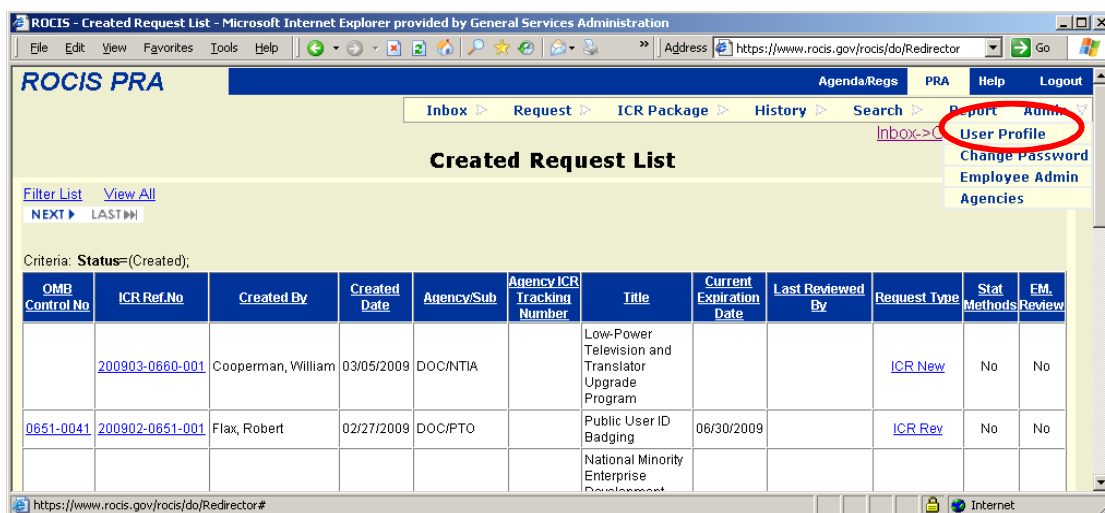 ROCIS - Created Request List - Microsoft Internet Explorer provided by General Services Administration
File Edit View Favorites Tools Help » Address https://www.rocis.gov/rocis/do/Redirector Go
ROCIS PRA
Agenda/Regs PRA Help Logout
Inbox Request ICR Package History Search Report Admin
Inbox->C
User Profile
Change Password
Employee Admin
Agencies
Created Request List
Filter List View All
NEXT LAST
Criteria: Status=(Created);
OMB Control No ICR Ref.No Created By Created Date Agency/Sub Agency ICR Tracking Number Title Current Expiration Date Last Reviewed By Request Type Stat Methods EM. Review
200903-0660-001 Cooperman, William 03/05/2009 DOC/NTIA Low-Power Television and Translator Upgrade Program ICR New No No
0651-0041 200902-0651-001 Flax, Robert 02/27/2009 DOC/PTO Public User ID Badging 06/30/2009 ICR Rev No No
National Minority
Enterprise
https://www.rocis.gov/rocis/do/Redirector# Internet